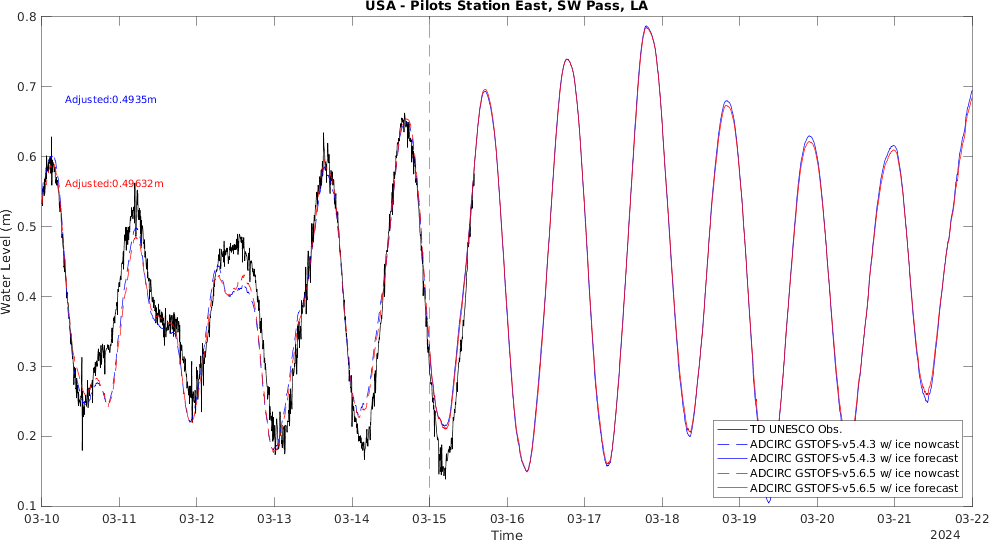 USA - Pilots Station East, SW Pass, LA
0.8
0.7
0.6
0.5
0.4
0.3
0.2
0.1
Water Level (m)
Adjusted:0.4935m
Adjusted:0.49632m
TD UNESCO Obs.
ADCIRC GSTOFS-v5.4.3 w/ ice nowcast
ADCIRC GSTOFS-v5.4.3 w/ ice forecast
ADCIRC GSTOFS-v5.6.5 w/ ice nowcast
ADCIRC GSTOFS-v5.6.5 w/ ice forecast
03-10 03-11 03-12 03-13 03-14 03-15 03-16 03-17 03-18 03-19 03-20 03-21 03-22
Time
2024